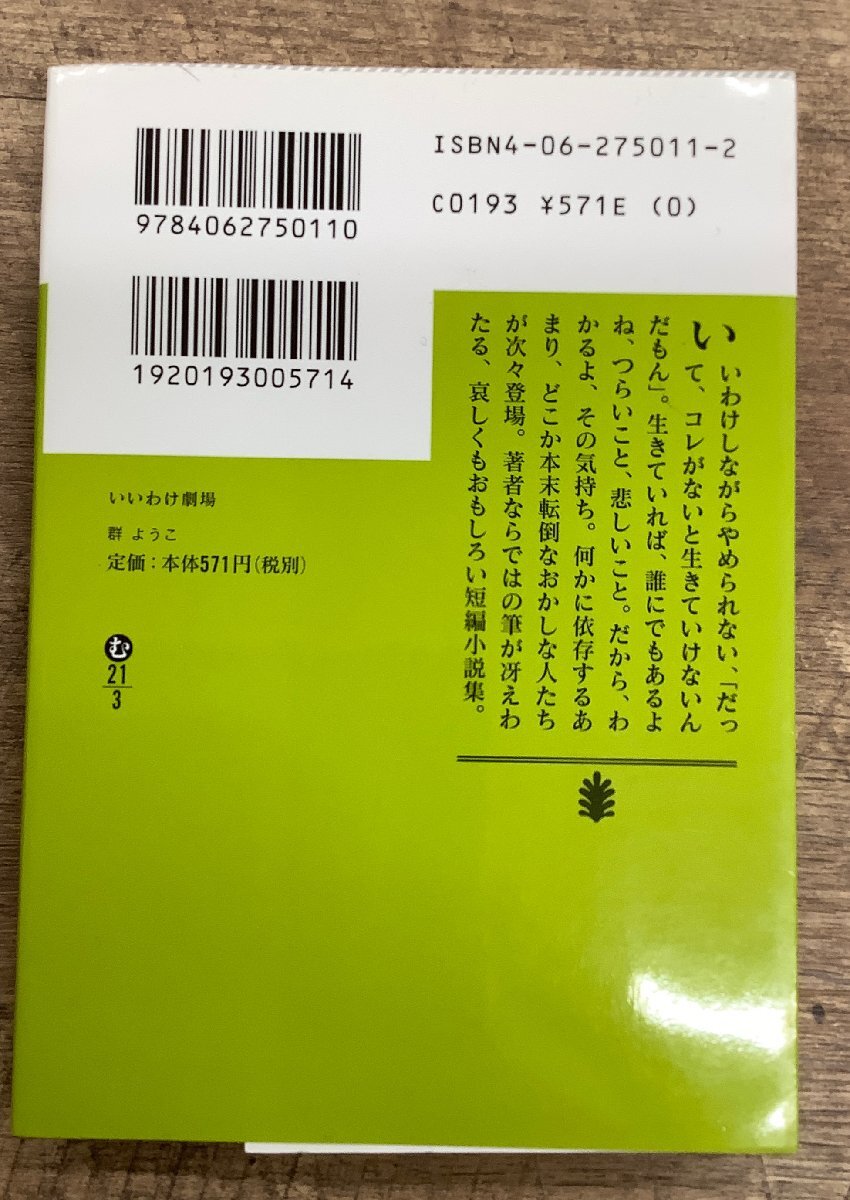 9784062750110
1920193005714
ISBN4-06-275011-2
C0193 ¥571E (0)
いいわけしながらやめられない、「だっ
て、コレがないと生きていけないん
だもん」。生きていれば、誰にでもあるよ
ね、つらいこと、悲しいこと。だから、わ
かるよ、その気持ち。何かに依存するあ
まり、どこか本末転倒なおかしな人たち
が次々登場。著者ならではの筆が冴えわ
たる、哀しくもおもしろい短編小説集。
いいわけ劇場
群 ようこ
定価:本体571円(税別)
む
21
3